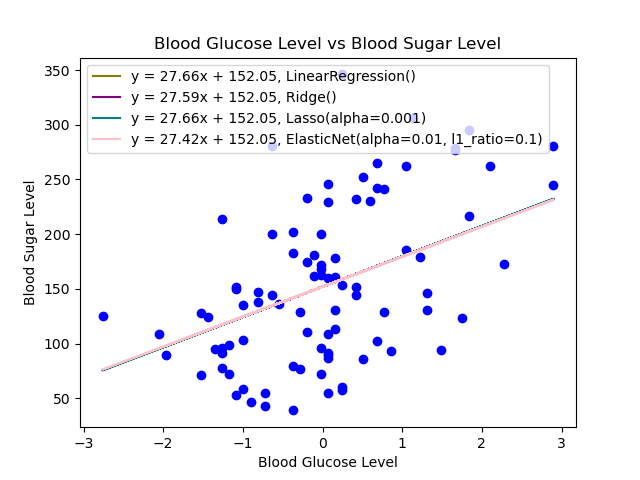 Blood Glucose Level vs Blood Sugar Level
y = 27.66x + 152.05, LinearRegression()
y = 27.59x + 152.05, Ridge()
y = 27.66x + 152.05, Lasso(alpha=0.001)
y = 27.42x + 152.05, ElasticNet(alpha=0.01, l1_ratio=0.1)
350
300
250
200
150
100
50
Blood Sugar Level
−3 −2 −1 0 1 2 3
Blood Glucose Level